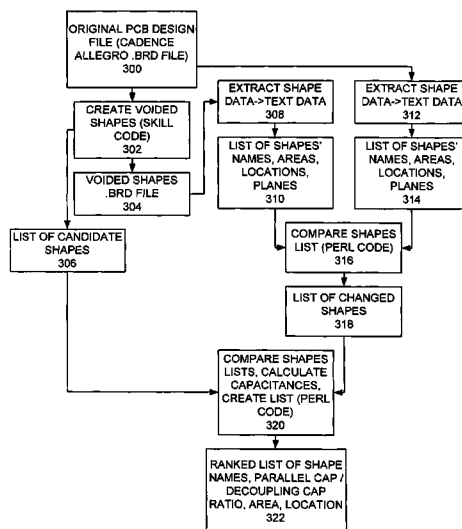 ORIGINAL PCB DESIGN
FILE (CADENCE
ALLEGRO .BRD FILE)
300
CREATE VOIDED
SHAPES (SKILL
CODE)
302
VOIDED SHAPES
.BRD FILE
304
LIST OF CANDIDATE
SHAPES
306
EXTRACT SHAPE
DATA->TEXT DATA
308
LIST OF SHAPES'
NAMES, AREAS,
LOCATIONS,
PLANES
310
EXTRACT SHAPE
DATA->TEXT DATA
312
LIST OF SHAPES'
NAMES, AREAS,
LOCATIONS,
PLANES
314
COMPARE SHAPES
LIST (PERL CODE)
316
LIST OF CHANGED
SHAPES
318
COMPARE SHAPES
LISTS, CALCULATE
CAPACITANCES,
CREATE LIST (PERL
CODE)
320
RANKED LIST OF SHAPE
NAMES, PARALLEL CAP /
DECOUPLING CAP
RATIO, AREA, LOCATION
322